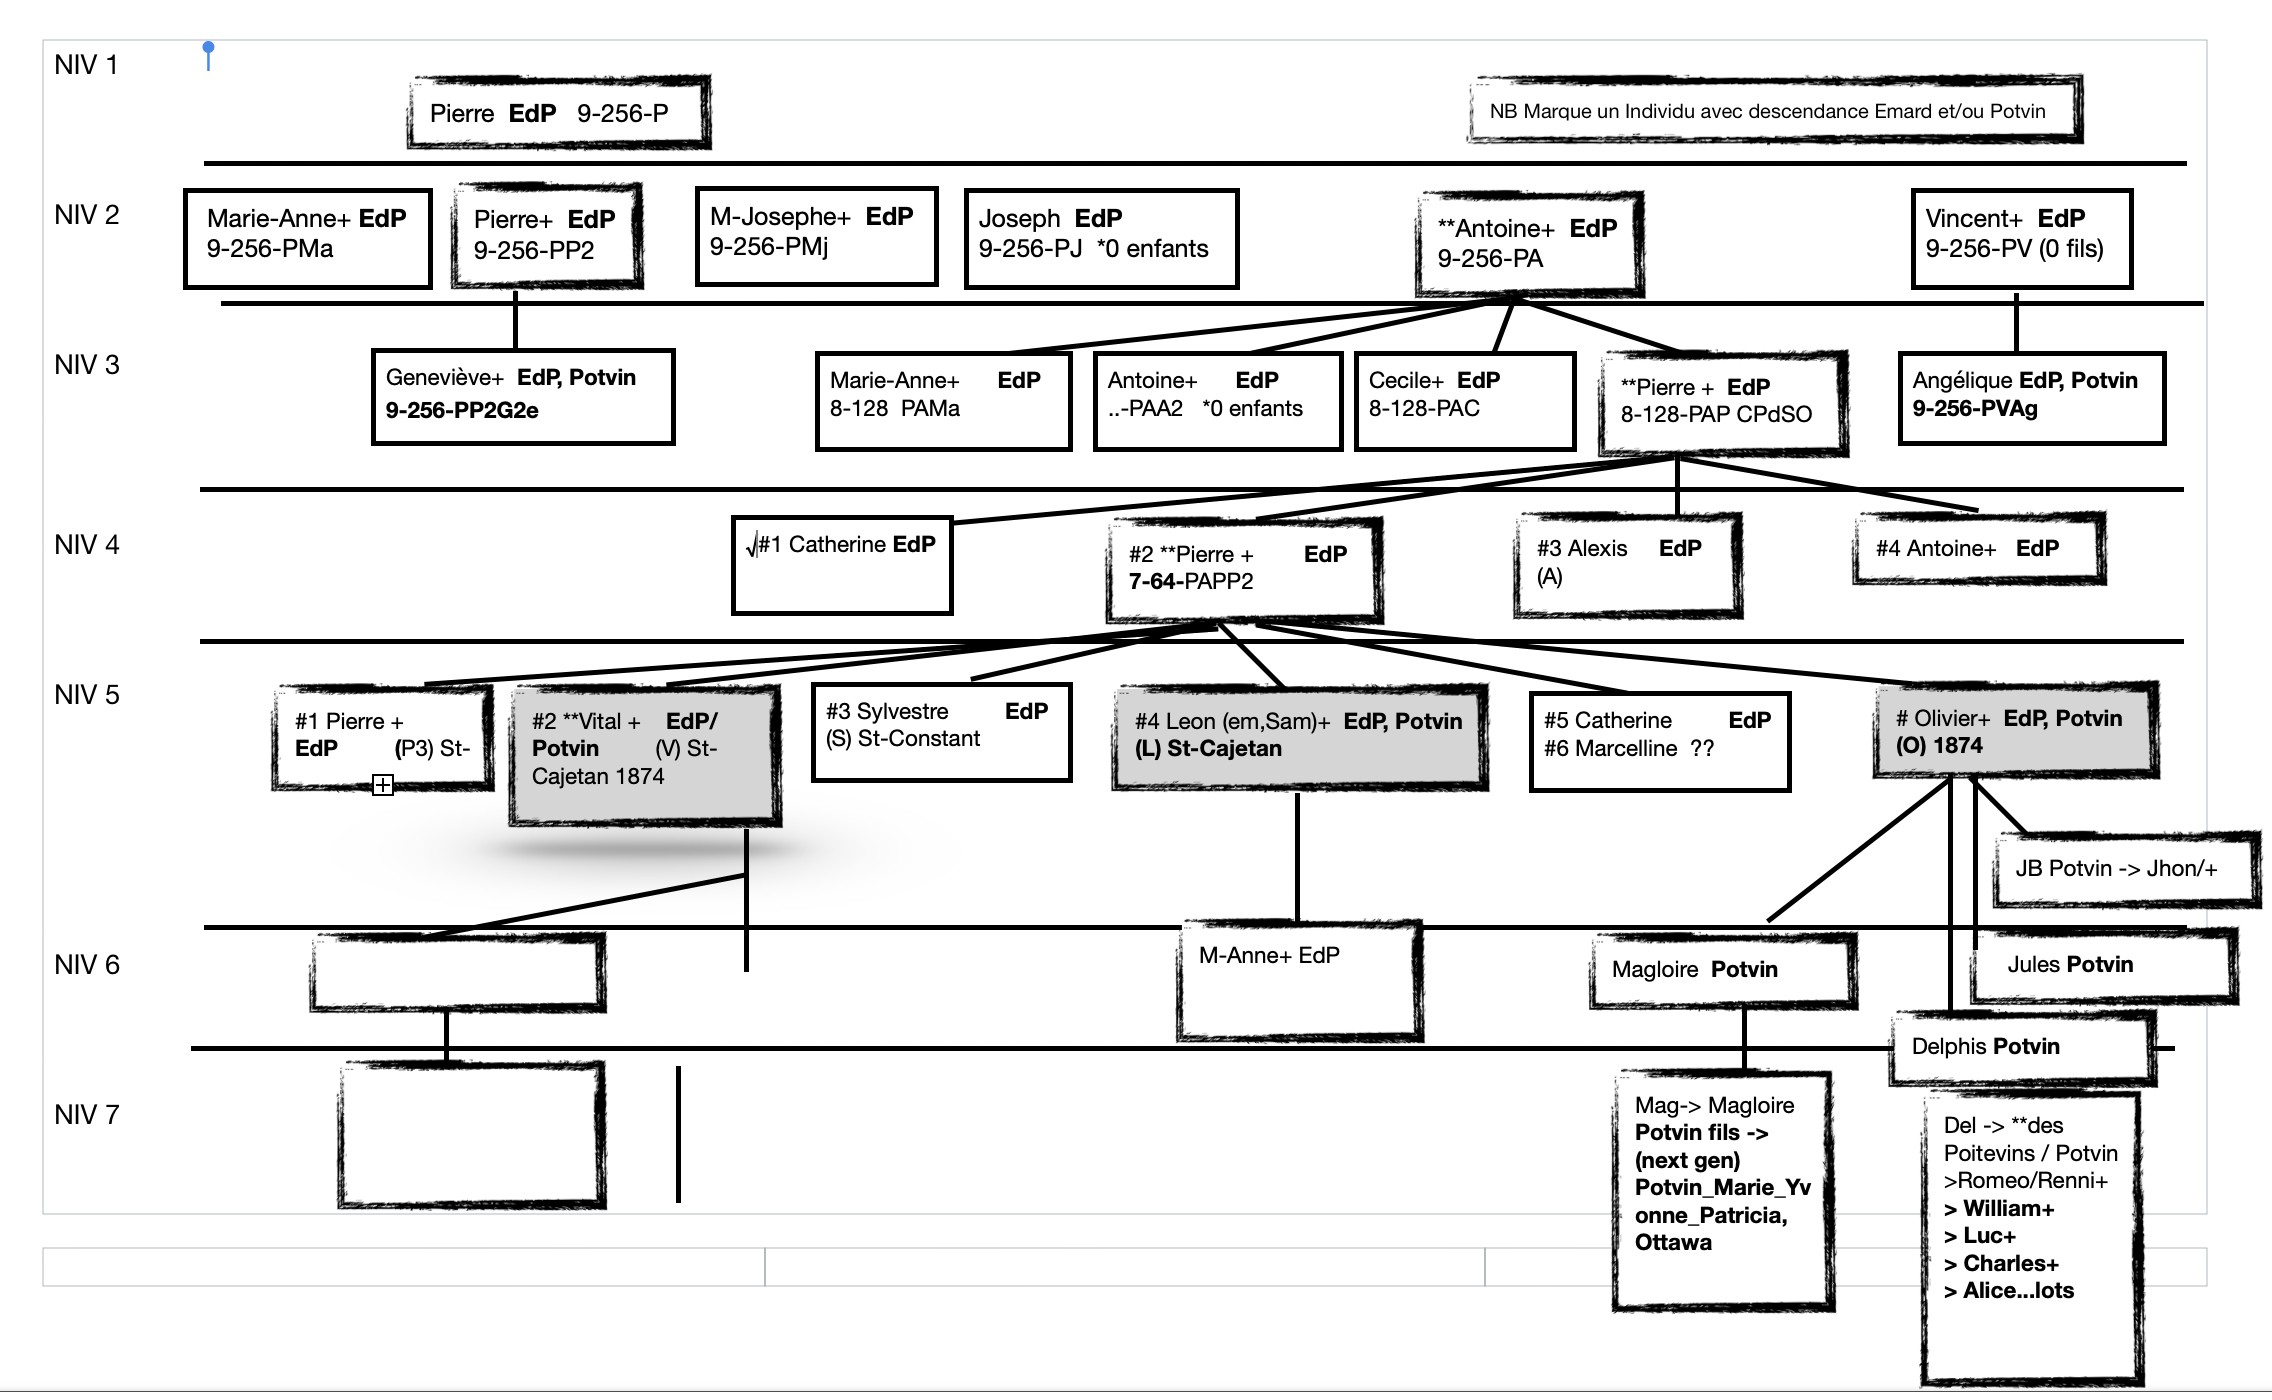 NIV 1
Pierre EdP 9-256-P
NB Marque un Individu avec descendance Emard et/ou Potvin
NIV 2
Marie-Anne+ EdP
9-256-PMa
Pierre+ EdP
9-256-PP2
M-Josephe+ EdP
9-256-PMj
Joseph EdP
9-256-PJ *0 enfants
**Antoine+ EdP
9-256-PA
Vincent+ EdP
9-256-PV (0 fils)
NIV 3
Geneviève+ EdP, Potvin
9-256-PP2G2e
Marie-Anne+ EdP
8-128 PAMa
Antoine+ EdP
..-PAA2 *0 enfants
Cecile+ EdP
8-128-PAC
**Pierre + EdP
8-128-PAP CPdSO
Angélique EdP, Potvin
9-256-PVAg
NIV 4
√#1 Catherine EdP
#2 **Pierre + EdP
7-64-PAPP2
#3 Alexis EdP
(A)
#4 Antoine+ EdP
NIV 5
#1 Pierre +
EdP (P3) St-
#2 **Vital + EdP/
Potvin (V) St-
Cajetan 1874
#3 Sylvestre EdP
(S) St-Constant
#4 Leon (em,Sam)+ EdP, Potvin
(L) St-Cajetan
#5 Catherine EdP
#6 Marcelline ??
# Olivier+ EdP, Potvin
(O) 1874
JB Potvin -> Jhon/+
NIV 6
M-Anne+ EdP
Magloire Potvin
Jules Potvin
Delphis Potvin
NIV 7
Mag-> Magloire
Potvin fils ->
(next gen)
Potvin_Marie_Yv
onne_Patricia,
Ottawa
Del -> **des
Poitevins / Potvin
>Romeo/Renni+
> William+
> Luc+
> Charles+
> Alice...lots